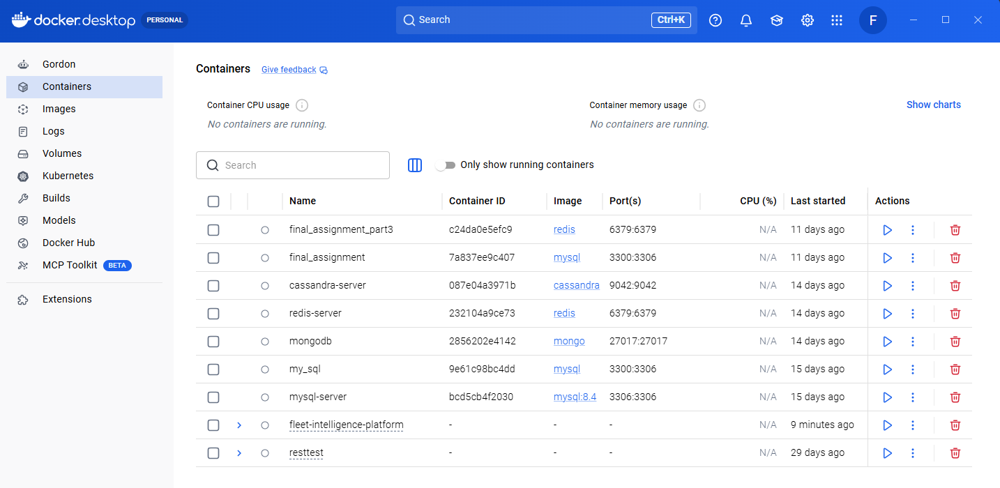 docker.desktop PERSONAL Search Ctrl+K F
Gordon
Containers
Images
Logs
Volumes
Kubernetes
Builds
Models
Docker Hub
MCP Toolkit BETA
Extensions
Containers Give feedback
Container CPU usage
No containers are running.
Container memory usage
No containers are running.
Show charts
Search
Only show running containers
Name Container ID Image Port(s) CPU (%) Last started Actions
final_assignment_part3 c24da0e5efc9 redis 6379:6379 N/A 11 days ago
final_assignment 7a837ee9c407 mysql 3300:3306 N/A 11 days ago
cassandra-server 087e04a3971b cassandra 9042:9042 N/A 14 days ago
redis-server 232104a9ce73 redis 6379:6379 N/A 14 days ago
mongodb 2856202e4142 mongo 27017:27017 N/A 14 days ago
my_sql 9e61c98bc4dd mysql 3300:3306 N/A 15 days ago
mysql-server bcd5cb4f2030 mysql:8.4 3306:3306 N/A 15 days ago
fleet-intelligence-platform - - - N/A 9 minutes ago
resttest - - - N/A 29 days ago